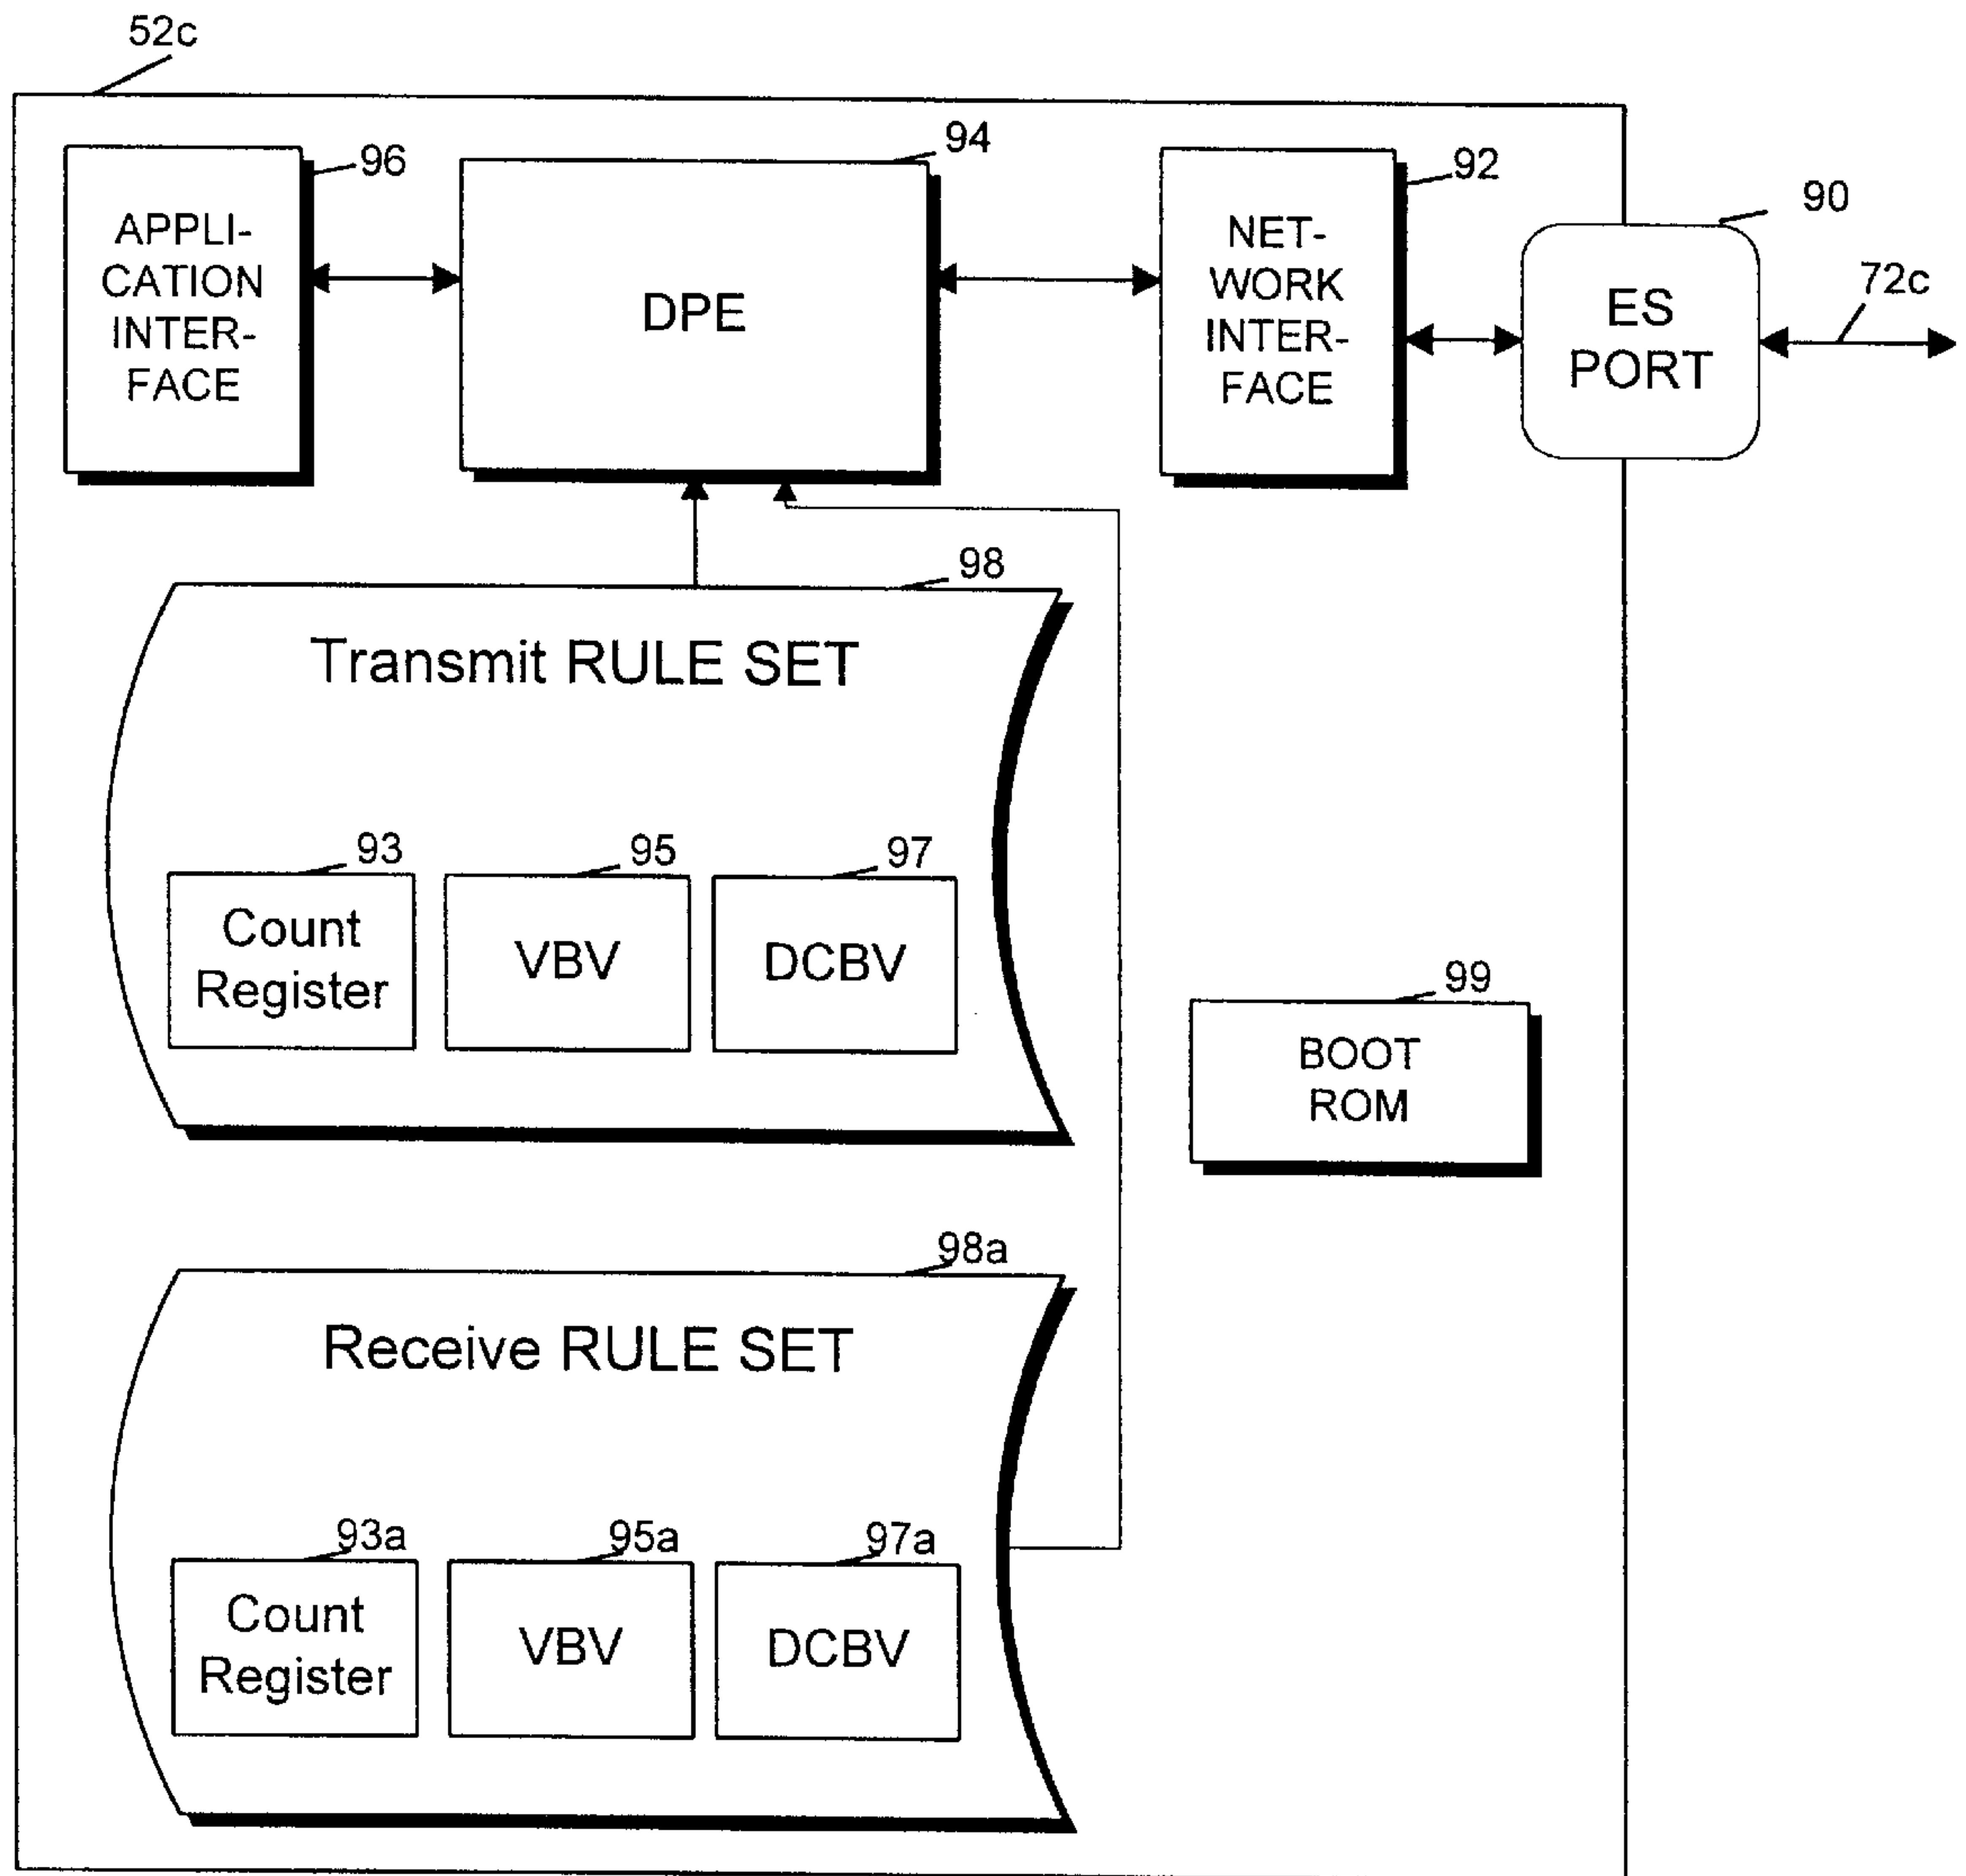 52c
96
94
92
90
APPLI-
CATION
INTER-
FACE
DPE
NET-
WORK
INTER-
FACE
ES
PORT
72c
98
Transmit RULE SET
93
95
97
Count
Register
VBV
DCBV
99
BOOT
ROM
98a
Receive RULE SET
93a
95a
97a
Count
Register
VBV
DCBV